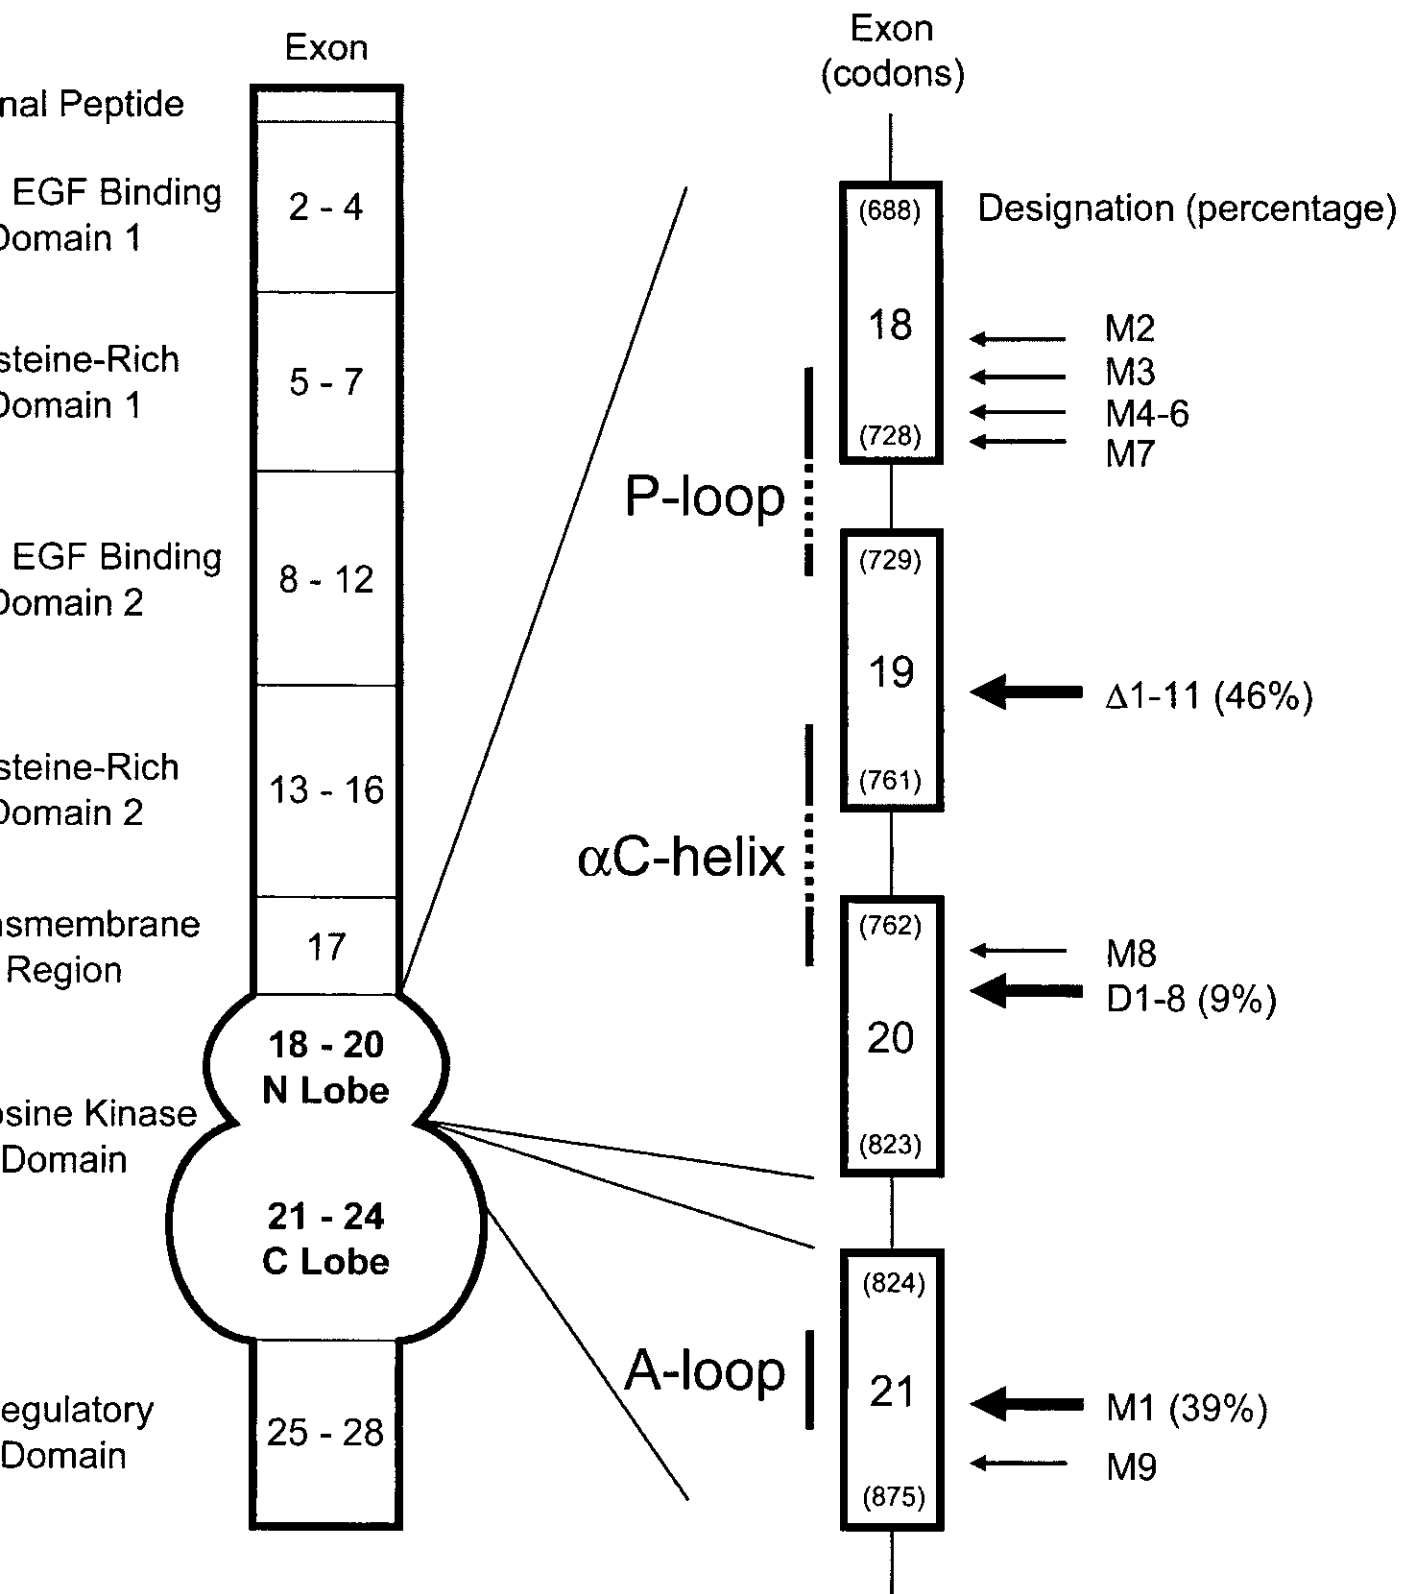 Exon
nal Peptide
EGF Binding
Domain 1
2 - 4
steine-Rich
Domain 1
5 - 7
EGF Binding
Domain 2
8 - 12
steine-Rich
Domain 2
13 - 16
nsmembrane
Region
17
18 - 20
N Lobe
osine Kinase
Domain
21 - 24
C Lobe
egulatory
Domain
25 - 28
Exon
(codons)
Designation (percentage)
(688)
18
(728)
M2
M3
M4-6
M7
P-loop
(729)
19
(761)
Δ1-11 (46%)
αC-helix
(762)
20
(823)
M8
D1-8 (9%)
(824)
21
(875)
A-loop
M1 (39%)
M9